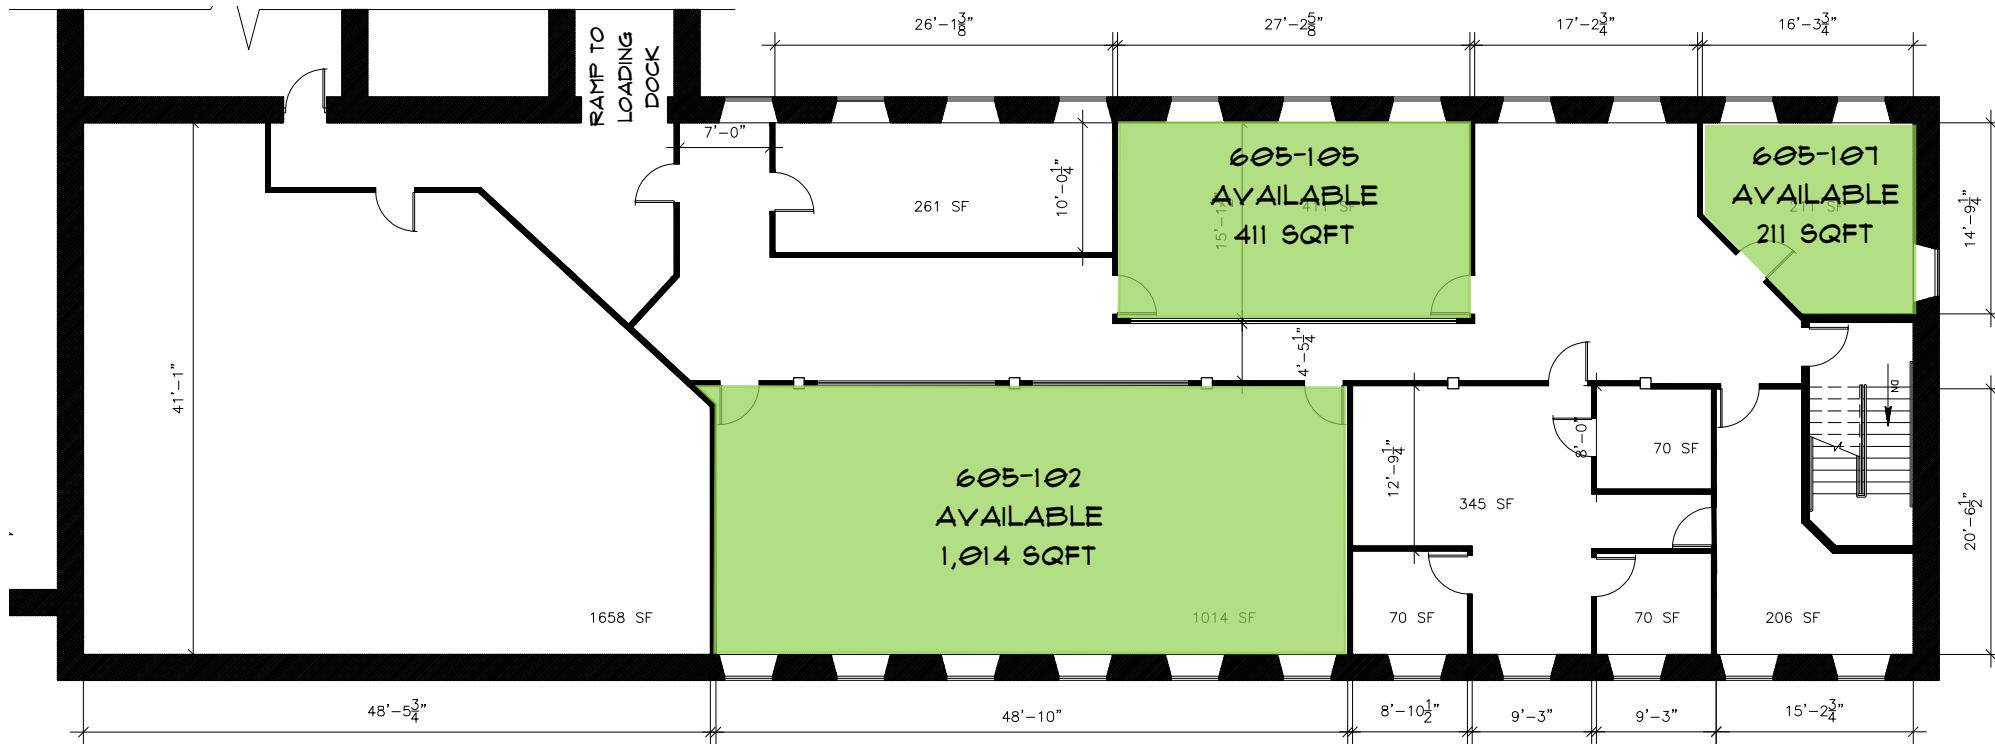 26'-1 3/8"
27'-2 5/8"
17'-2 3/4"
16'-3 3/4"
RAMP TO
LOADING
DOCK
7'-0"
10'-0 1/4"
261 SF
605-105
AVAILABLE
411 SQFT
411 SF
605-107
AVAILABLE
211 SQFT
211 SF
14'-9 1/4"
4'-5 1/4"
41'-1"
DN
605-102
AVAILABLE
1,014 SQFT
12'-9 1/4"
8'-0"
70 SF
345 SF
20'-6 1/2"
1658 SF
1014 SF
70 SF
70 SF
206 SF
48'-5 3/4"
48'-10"
8'-10 1/2"
9'-3"
9'-3"
15'-2 3/4"